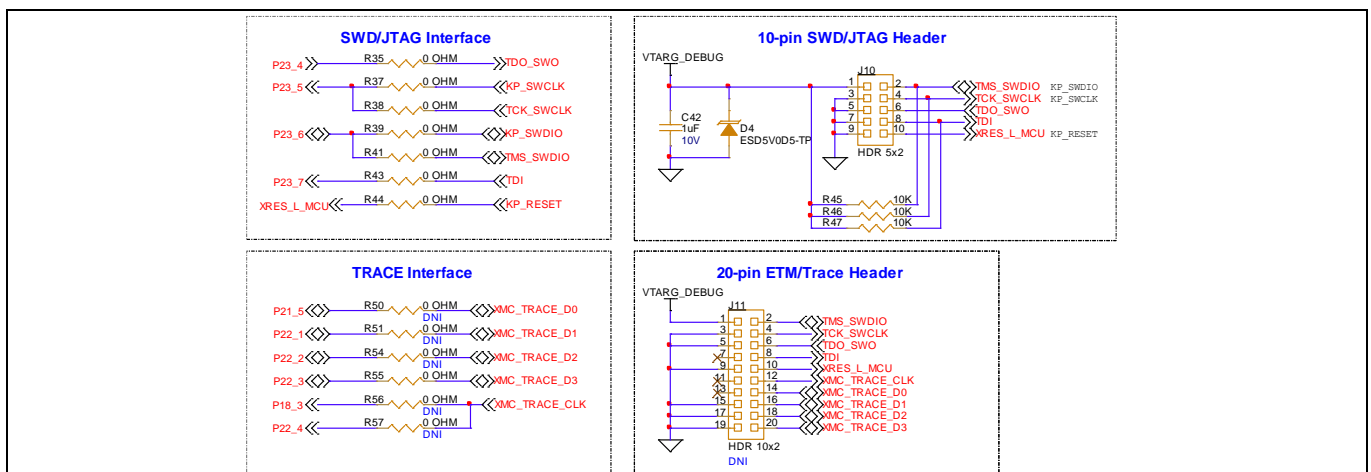 SWD/JTAG Interface
P23_4 R35 0 OHM TDO_SWO
P23_5 R37 0 OHM KP_SWCLK
R38 0 OHM TCK_SWCLK
P23_6 R39 0 OHM KP_SWDIO
R41 0 OHM TMS_SWDIO
P23_7 R43 0 OHM TDI
XRES_L_MCU R44 0 OHM KP_RESET
10-pin SWD/JTAG Header
VTARG_DEBUG
J10
1 2 TMS_SWDIO KP_SWDIO
3 4 TCK_SWCLK KP_SWCLK
5 6 TDO_SWO
7 8 TDI
9 10 XRES_L_MCU KP_RESET
HDR 5x2
C42
1uF
10V
D4
ESD5V0D5-TP
R45 10K
R46 10K
R47 10K
TRACE Interface
P21_5 R50 0 OHM XMC_TRACE_D0
DNI
P22_1 R51 0 OHM XMC_TRACE_D1
DNI
P22_2 R54 0 OHM XMC_TRACE_D2
DNI
P22_3 R55 0 OHM XMC_TRACE_D3
DNI
P18_3 R56 0 OHM XMC_TRACE_CLK
DNI
P22_4 R57 0 OHM
DNI
20-pin ETM/Trace Header
VTARG_DEBUG
J11
1 2 TMS_SWDIO
3 4 TCK_SWCLK
5 6 TDO_SWO
7 8 TDI
9 10 XRES_L_MCU
11 12 XMC_TRACE_CLK
13 14 XMC_TRACE_D0
15 16 XMC_TRACE_D1
17 18 XMC_TRACE_D2
19 20 XMC_TRACE_D3
HDR 10x2
DNI